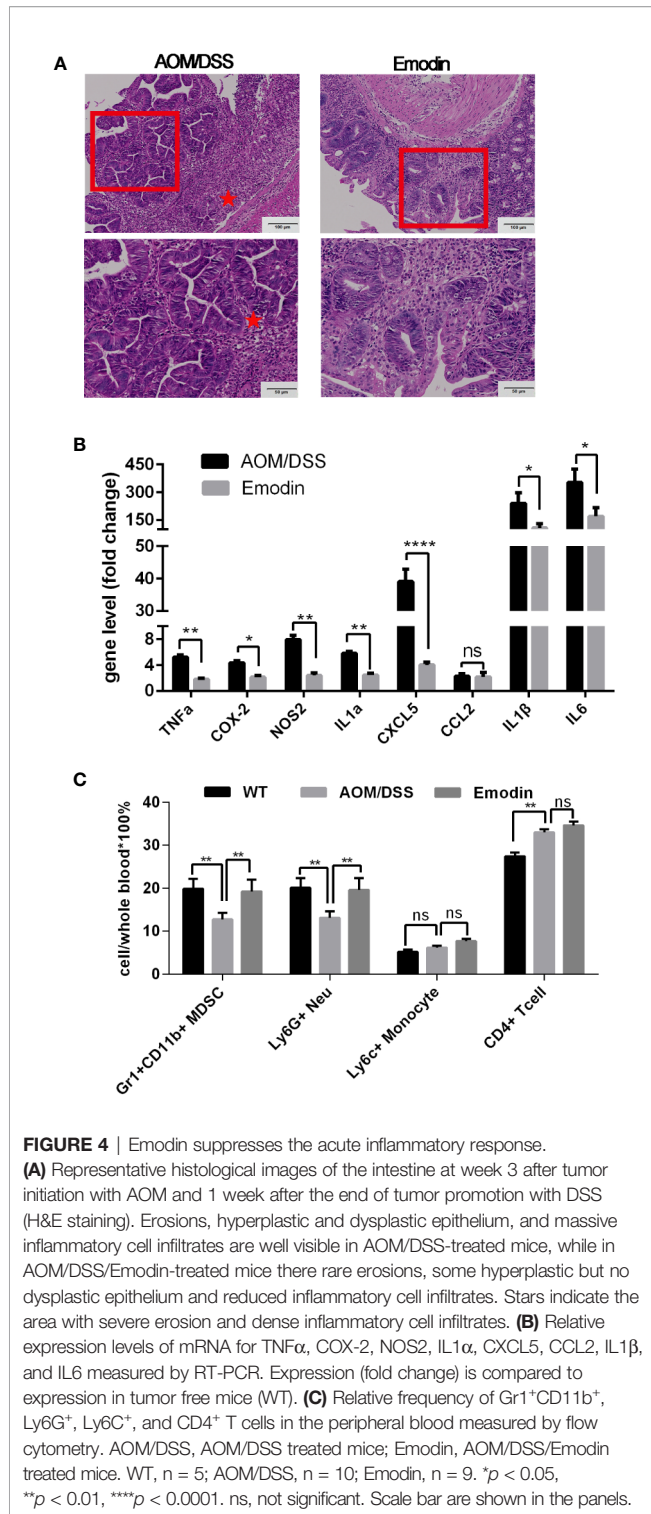 A
AOM/DSS
Emodin
100 µm
100 µm
50 µm
50 µm
B
AOM/DSS
Emodin
gene level (fold change)
450
300
150
50
40
30
8
4
0
**
*
**
**
****
ns
*
*
TNFa
COX-2
NOS2
IL1a
CXCL5
CCL2
IL1β
IL6
C
WT
AOM/DSS
Emodin
cell/whole blood*100%
40
30
20
10
0
**
**
**
**
ns
ns
**
ns
Gr1+CD11b+ MDSC
Ly6G+ Neu
Ly6c+ Monocyte
CD4+ Tcell
FIGURE 4 | Emodin suppresses the acute inflammatory response.
(A) Representative histological images of the intestine at week 3 after tumor
initiation with AOM and 1 week after the end of tumor promotion with DSS
(H&E staining). Erosions, hyperplastic and dysplastic epithelium, and massive
inflammatory cell infiltrates are well visible in AOM/DSS-treated mice, while in
AOM/DSS/Emodin-treated mice there rare erosions, some hyperplastic but no
dysplastic epithelium and reduced inflammatory cell infiltrates. Stars indicate the
area with severe erosion and dense inflammatory cell infiltrates. (B) Relative
expression levels of mRNA for TNFα, COX-2, NOS2, IL1α, CXCL5, CCL2, IL1β,
and IL6 measured by RT-PCR. Expression (fold change) is compared to
expression in tumor free mice (WT). (C) Relative frequency of Gr1⁺CD11b⁺,
Ly6G⁺, Ly6C⁺, and CD4⁺ T cells in the peripheral blood measured by flow
cytometry. AOM/DSS, AOM/DSS treated mice; Emodin, AOM/DSS/Emodin
treated mice. WT, n = 5; AOM/DSS, n = 10; Emodin, n = 9. *p < 0.05,
**p < 0.01, ****p < 0.0001. ns, not significant. Scale bar are shown in the panels.